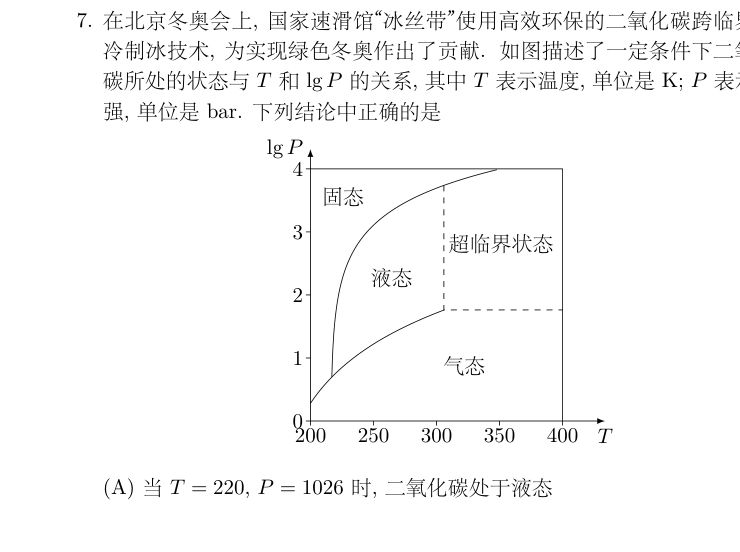 7. 在北京冬奥会上, 国家速滑馆“冰丝带”使用高效环保的二氧化碳跨临
冷制冰技术, 为实现绿色冬奥作出了贡献. 如图描述了一定条件下二
碳所处的状态与 T 和 lg P 的关系, 其中 T 表示温度, 单位是 K; P 表
强, 单位是 bar. 下列结论中正确的是
lg P
4
固态
3
超临界状态
液态
2
1
气态
0
200 250 300 350 400 T
(A) 当 T = 220, P = 1026 时, 二氧化碳处于液态